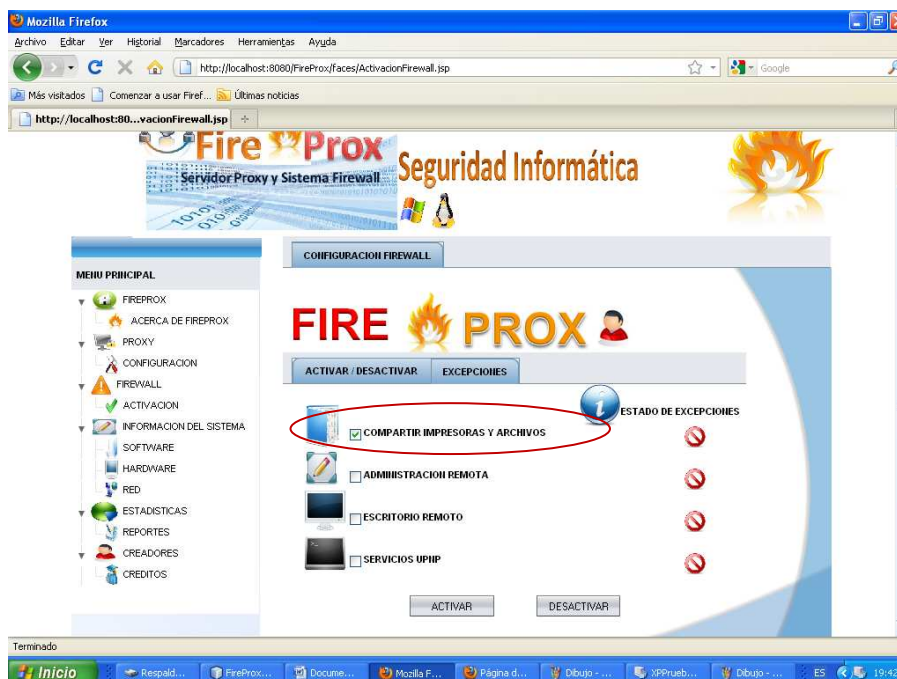 Mozilla Firefox
Archivo Editar Ver Historial Marcadores Herramientas Ayuda
http://localhost:8080/FireProx/faces/ActivacionFirewall.jsp
Google
Más visitados Comenzar a usar Firef... Últimas noticias
http://localhost:80...vacionFirewall.jsp
Fire Prox
Servidor Proxy y Sistema Firewall
Seguridad Informática
CONFIGURACION FIREWALL
MENU PRINCIPAL
FIREPROX
ACERCA DE FIREPROX
PROXY
CONFIGURACION
FIREWALL
ACTIVACION
INFORMACION DEL SISTEMA
SOFTWARE
HARDWARE
RED
ESTADISTICAS
REPORTES
CREADORES
CREDITOS
FIRE PROX
ACTIVAR / DESACTIVAR EXCEPCIONES
ESTADO DE EXCEPCIONES
COMPARTIR IMPRESORAS Y ARCHIVOS
ADMINISTRACION REMOTA
ESCRITORIO REMOTO
SERVICIOS UPNP
ACTIVAR DESACTIVAR
Terminado
Inicio Respald... FireProx... Docume... Mozilla F... Página d... Dibujo - ... XPPrueb... Dibujo - ... ES 19:42